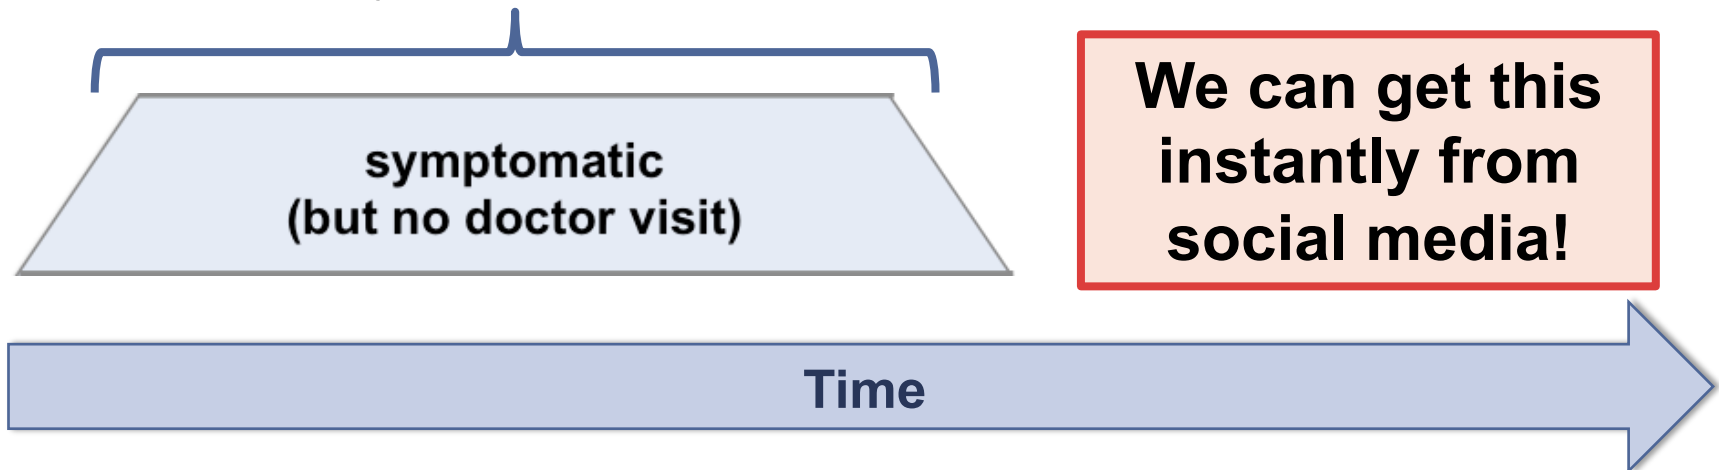 symptomatic
(but no doctor visit)
We can get this
instantly from
social media!
Time